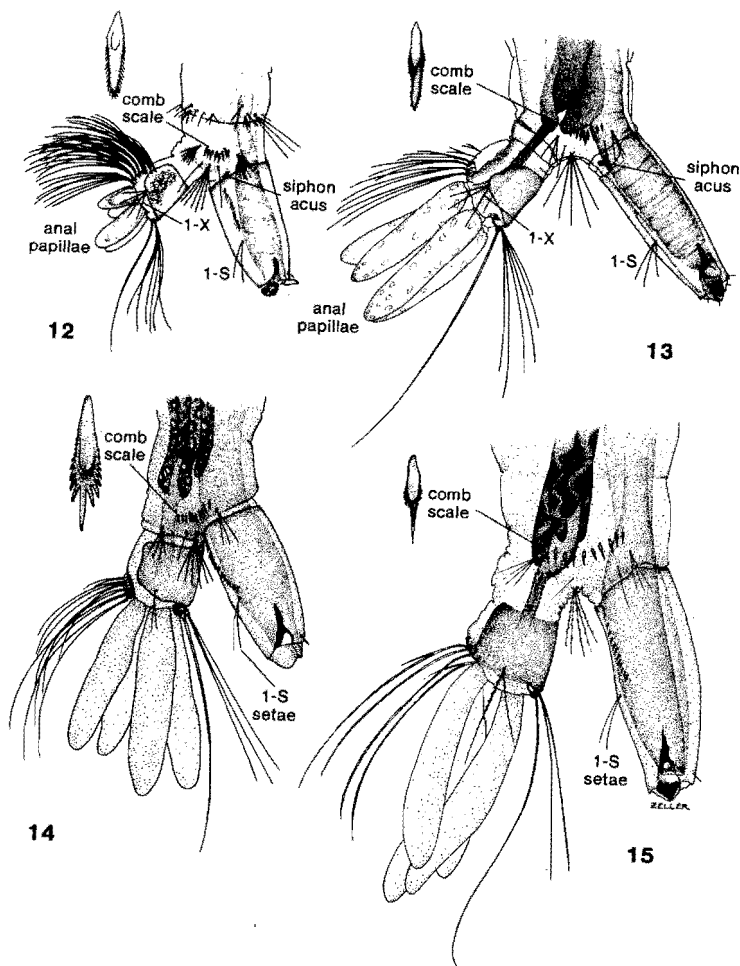 comb
scale
siphon
acus
1-X
anal
papillae
1-S
12
comb
scale
siphon
acus
1-X
1-S
anal
papillae
13
comb
scale
1-S
setae
14
comb
scale
1-S
setae
ZELLER
15